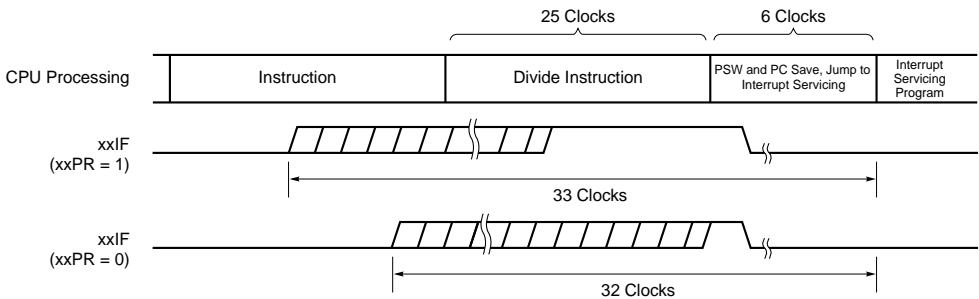 25 Clocks
6 Clocks
CPU Processing
Instruction
Divide Instruction
PSW and PC Save, Jump to
Interrupt Servicing
Interrupt
Servicing
Program
xxIF
(xxPR = 1)
33 Clocks
xxIF
(xxPR = 0)
32 Clocks